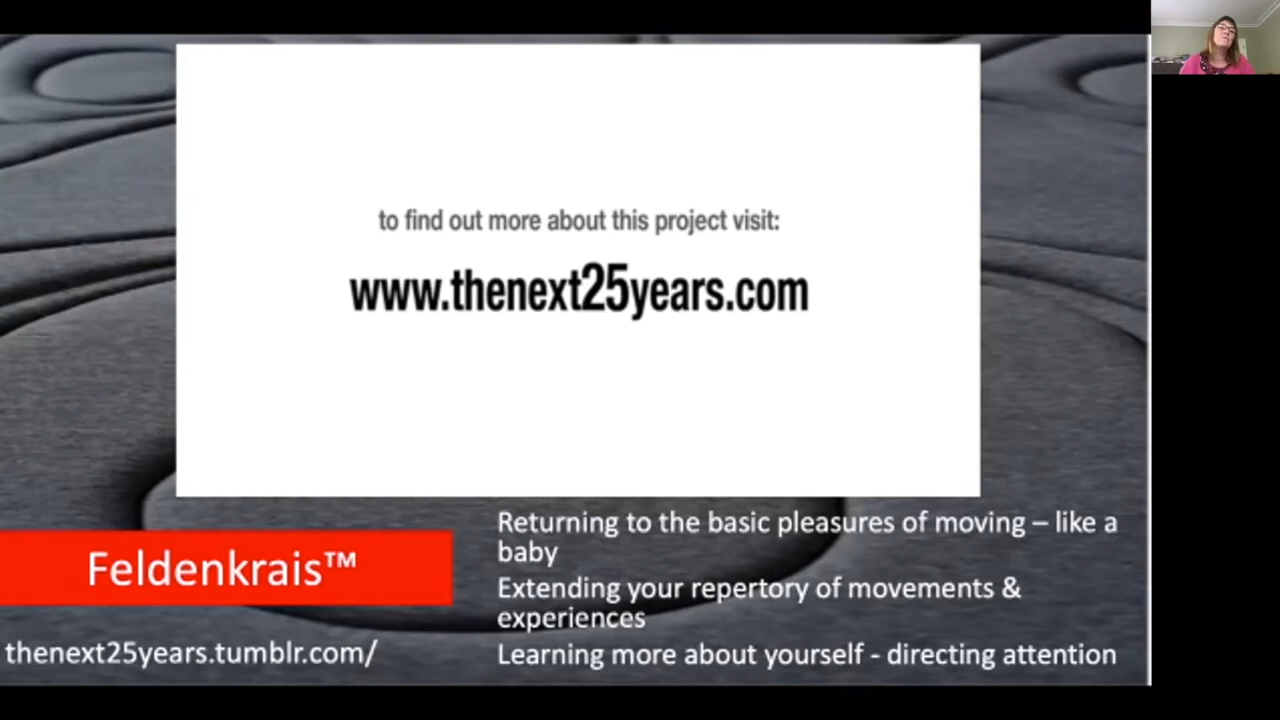 to find out more about this project visit:
www.thenext25years.com
Feldenkrais™
thenext25years.tumblr.com/
Returning to the basic pleasures of moving – like a
baby
Extending your repertory of movements &
experiences
Learning more about yourself - directing attention